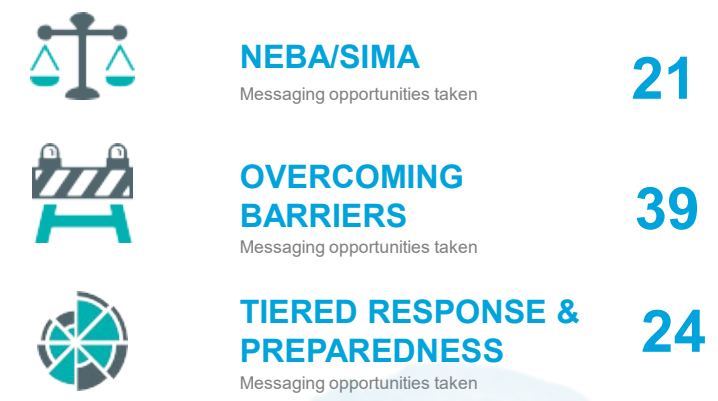 NEBA/SIMA
Messaging opportunities taken
21
OVERCOMING
BARRIERS
Messaging opportunities taken
39
TIERED RESPONSE &
PREPAREDNESS
Messaging opportunities taken
24